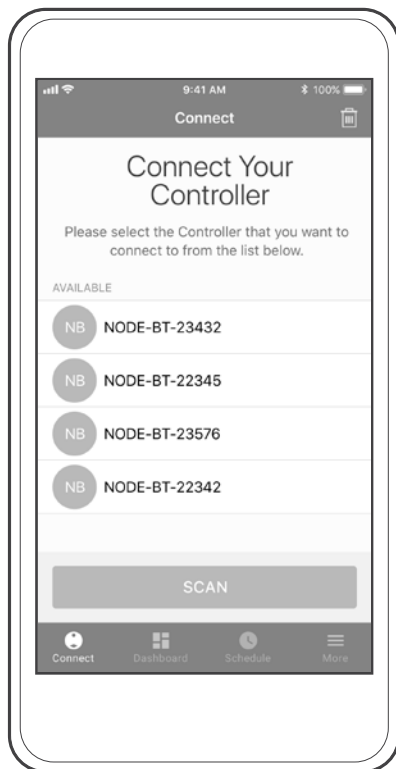 9:41 AM 100%
Connect
Connect Your
Controller
Please select the Controller that you want to
connect to from the list below.
AVAILABLE
NB NODE-BT-23432
NB NODE-BT-22345
NB NODE-BT-23576
NB NODE-BT-22342
SCAN
Connect Dashboard Schedule More